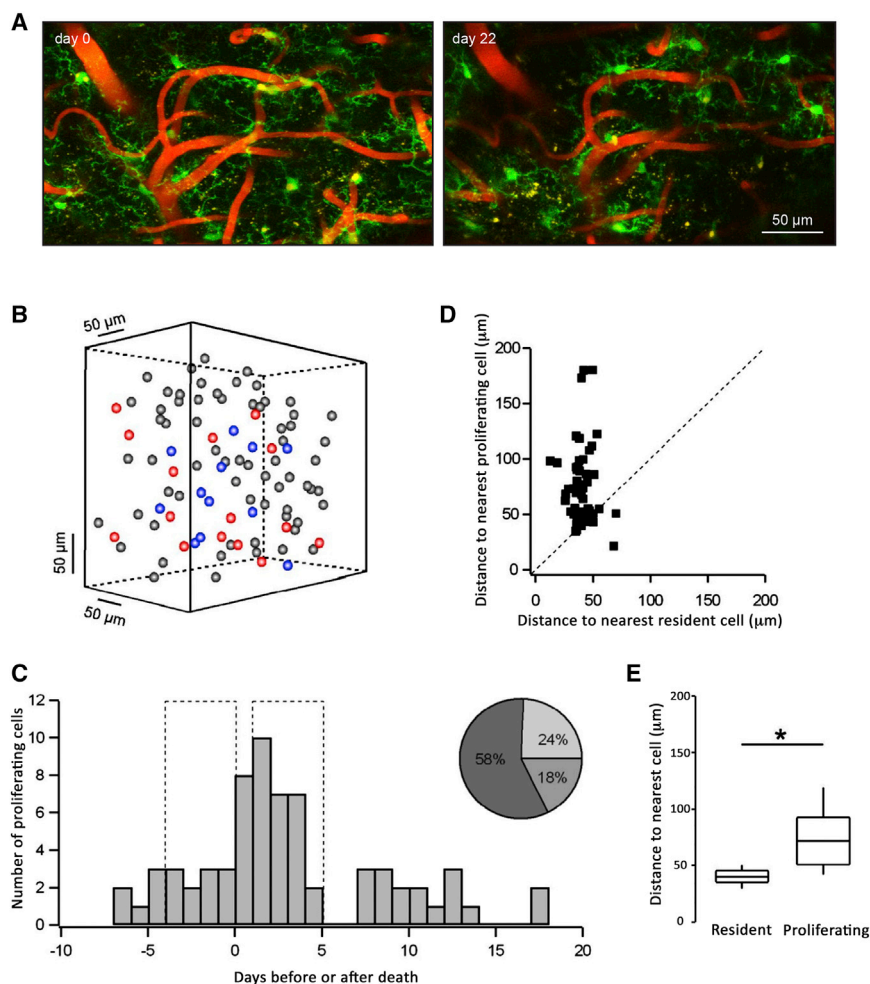 A
day 0
day 22
50 µm
B
50 µm
50 µm
50 µm
D
Distance to nearest proliferating cell (µm)
200
150
100
50
0
0 50 100 150 200
Distance to nearest resident cell (µm)
C
Number of proliferating cells
12
10
8
6
4
2
0
-10 -5 0 5 10 15 20
Days before or after death
58%
24%
18%
E
Distance to nearest cell (µm)
200
150
100
50
0
*
Resident Proliferating